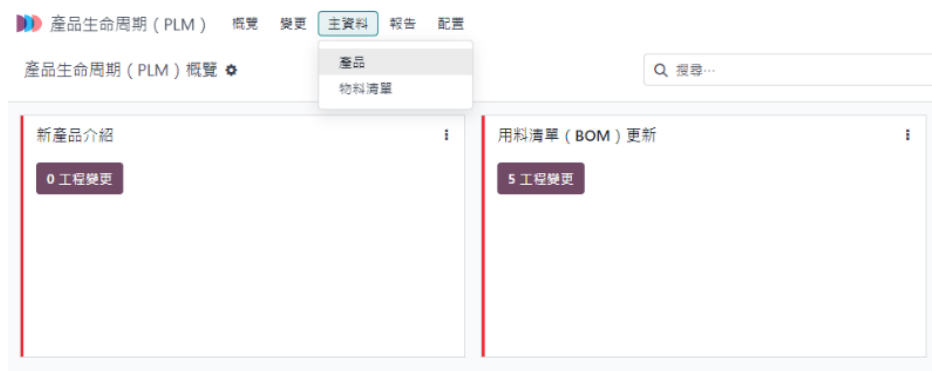 產品生命周期（PLM） 概覽 變更 主資料 報告 配置
產品生命周期（PLM）概覽
產品
物料清單
搜尋…
新產品介紹
0 工程變更
用料清單（BOM）更新
5 工程變更